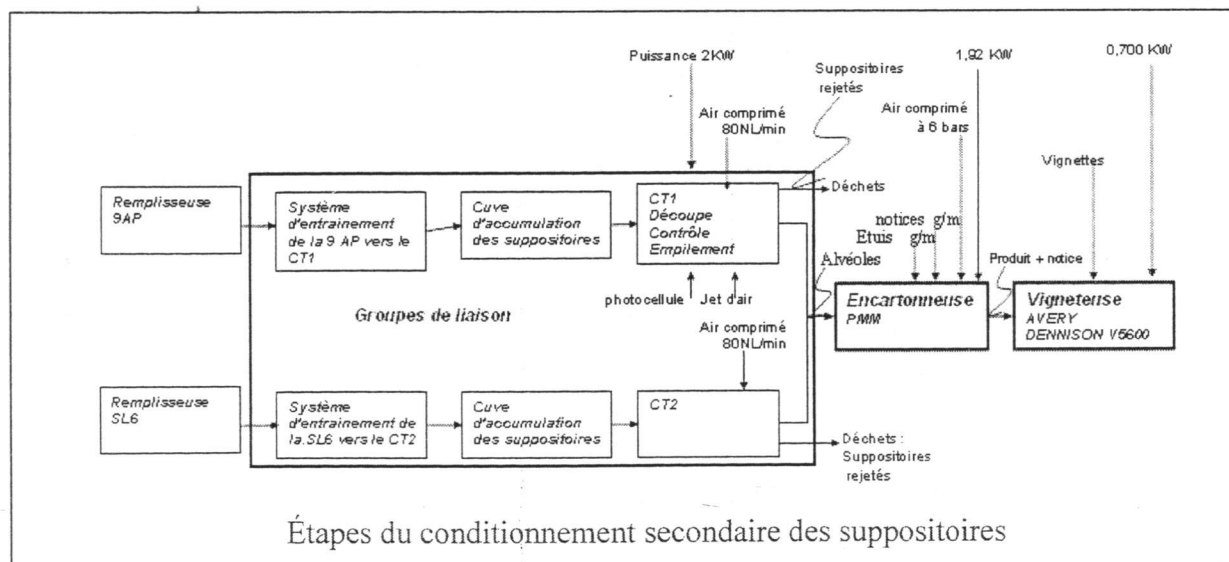 Puissance 2KW
Suppositoires
rejetés
1,92 KW
0,700 KW
Air comprimé
80NL/min
Air comprimé
à 6 bars
Vignettes
Déchets
Remplisseuse
9AP
Système
d'entrainement
de la 9 AP vers le
CT1
Cuve
d'accumulation
des suppositoires
CT1
Découpe
Contrôle
Empilement
notices g/m
Etuis g/m
Alvéoles
Produit + notice
photocellule
Jet d'air
Groupes de liaison
Encartonneuse
PMM
Vigneteuse
AVERY
DENNISON V5600
Air comprimé
80NL/min
Remplisseuse
SL6
Système
d'entrainement de
la SL6 vers le CT2
Cuve
d'accumulation
des suppositoires
CT2
Déchets :
Suppositoires
rejetés
Étapes du conditionnement secondaire des suppositoires